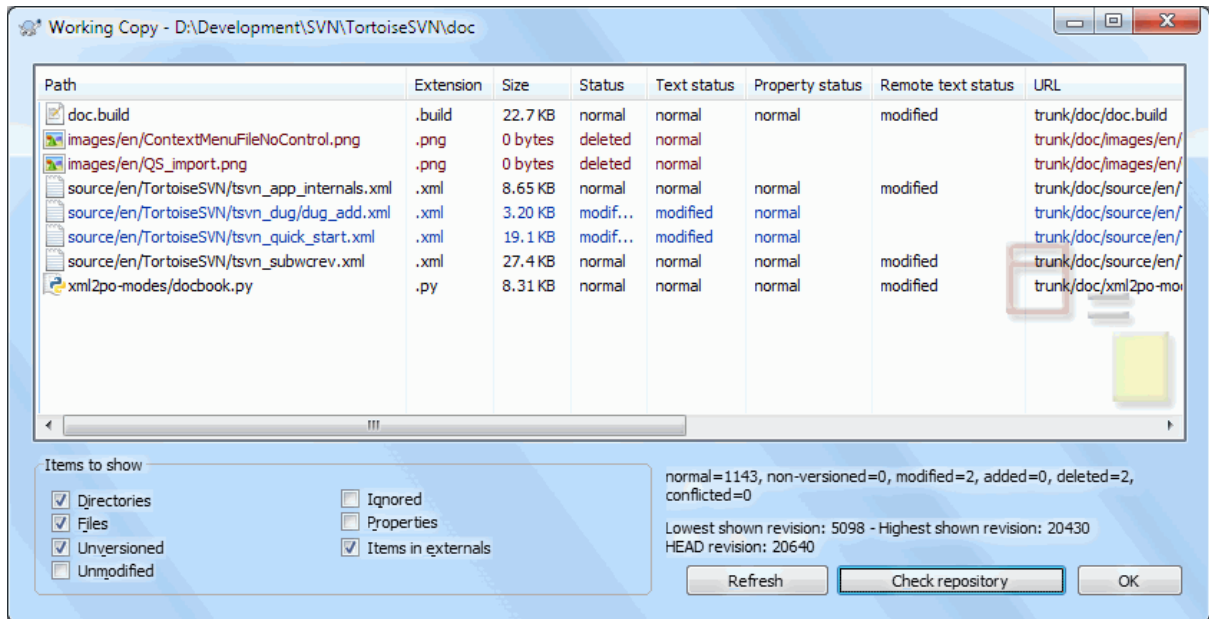 Working Copy - D:\Development\SVN\TortoiseSVN\doc
Path Extension Size Status Text status Property status Remote text status URL
doc.build .build 22.7 KB normal normal normal modified trunk/doc/doc.build
images/en/ContextMenuFileNoControl.png .png 0 bytes deleted normal trunk/doc/images/en/
images/en/QS_import.png .png 0 bytes deleted normal trunk/doc/images/en/
source/en/TortoiseSVN/tsvn_app_internals.xml .xml 8.65 KB normal normal normal modified trunk/doc/source/en/
source/en/TortoiseSVN/tsvn_dug/dug_add.xml .xml 3.20 KB modif... modified normal trunk/doc/source/en/
source/en/TortoiseSVN/tsvn_quick_start.xml .xml 19.1 KB modif... modified normal trunk/doc/source/en/
source/en/TortoiseSVN/tsvn_subwcrev.xml .xml 27.4 KB normal normal normal modified trunk/doc/source/en/
xml2po-modes/docbook.py .py 8.31 KB normal normal normal modified trunk/doc/xml2po-mo
Items to show
Directories
Files
Unversioned
Unmodified
Ignored
Properties
Items in externals
normal=1143, non-versioned=0, modified=2, added=0, deleted=2,
conflicted=0
Lowest shown revision: 5098 - Highest shown revision: 20430
HEAD revision: 20640
Refresh Check repository OK